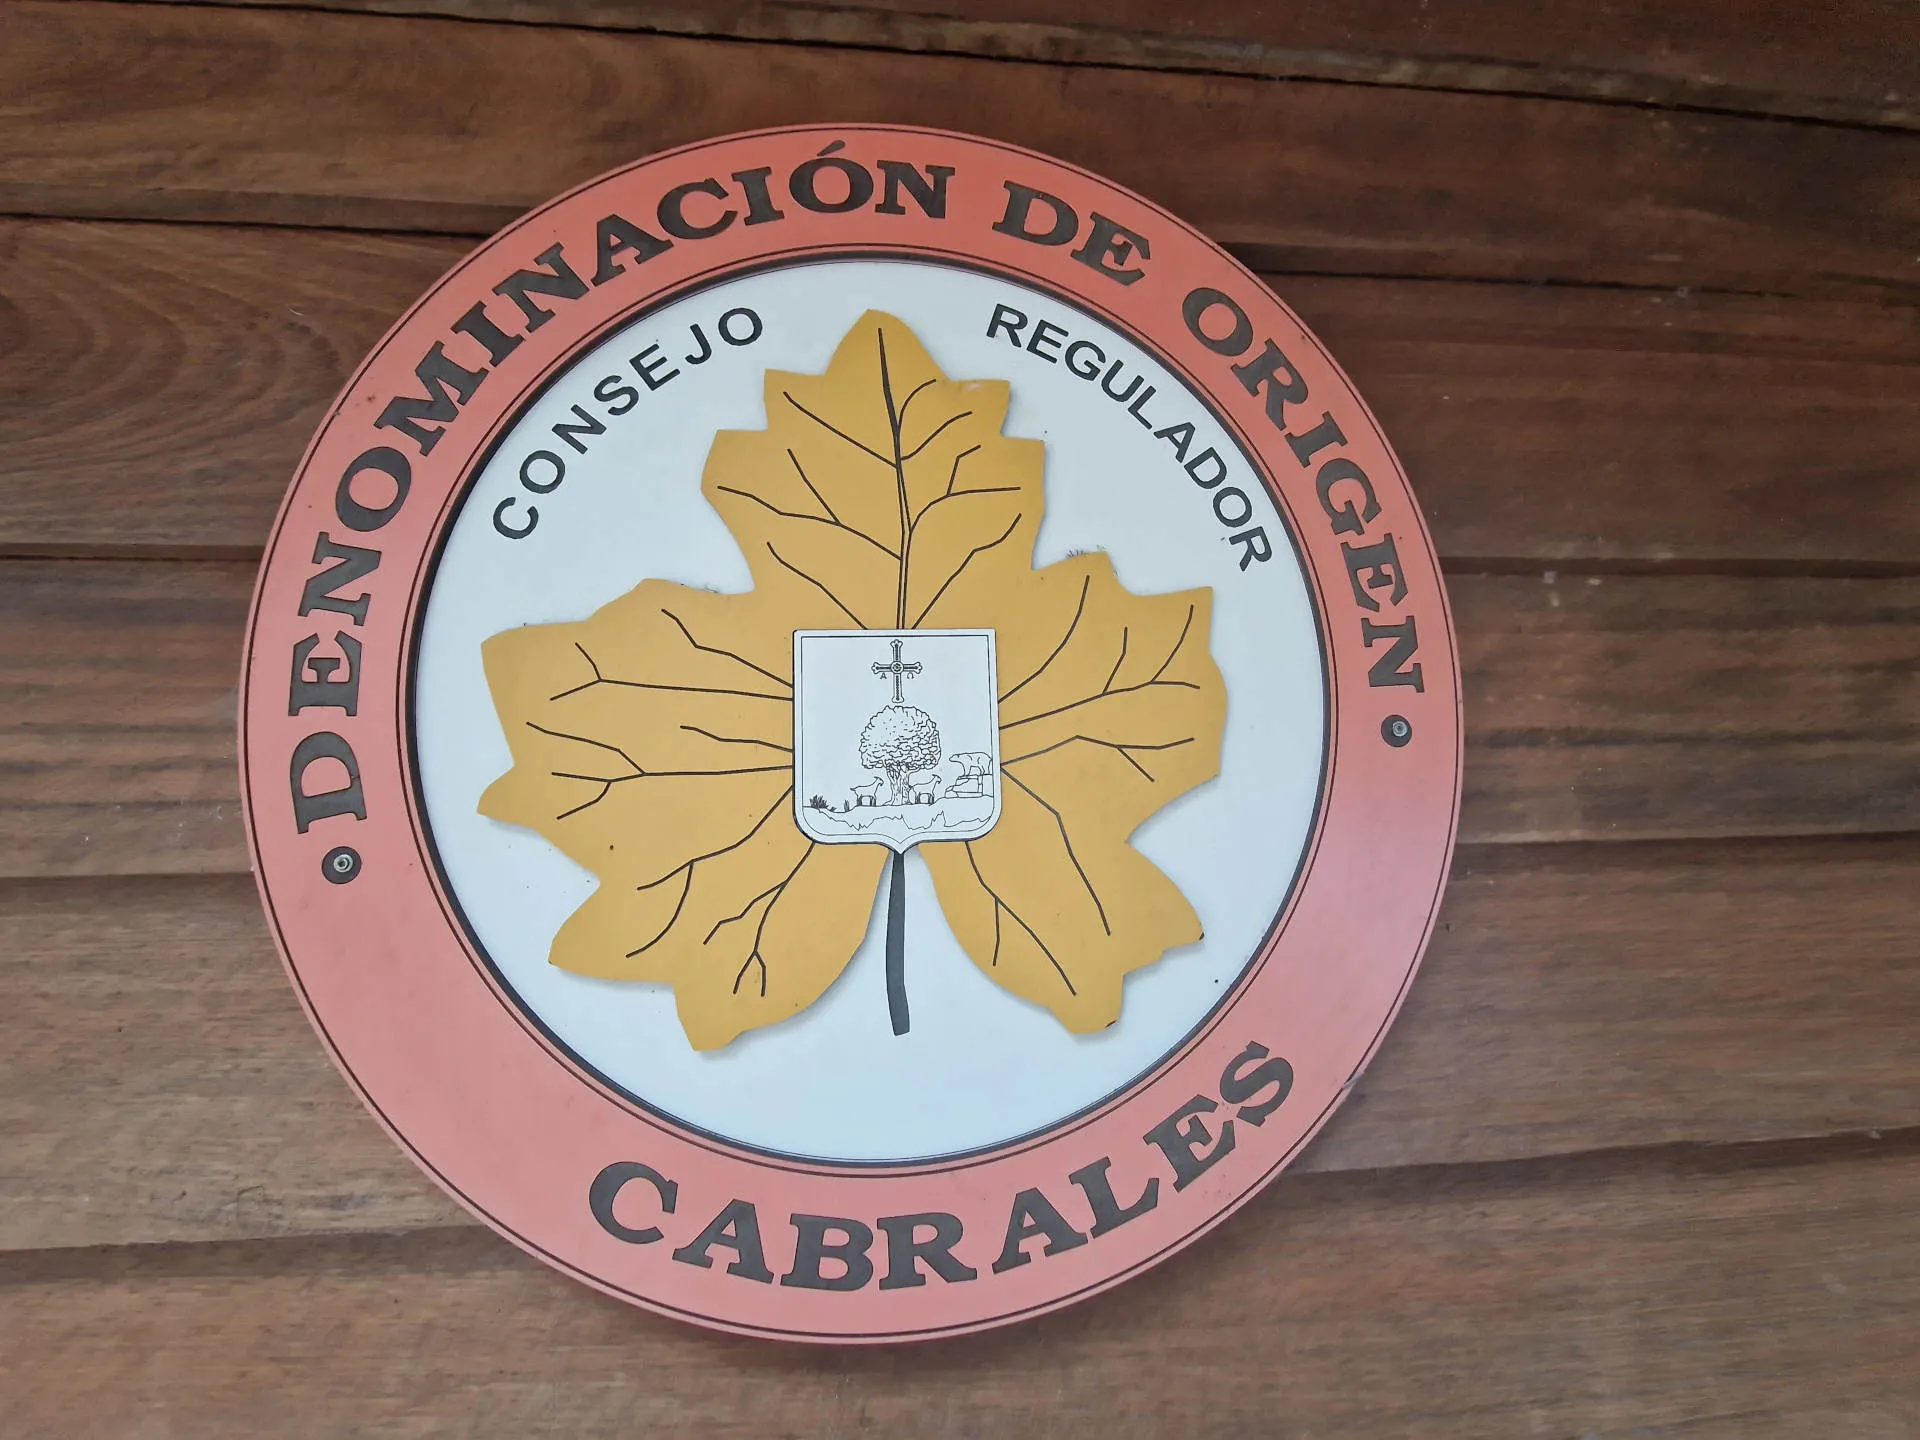 DENOMINACIÓN DE ORIGEN
CONSEJO REGULADOR
CABRALES